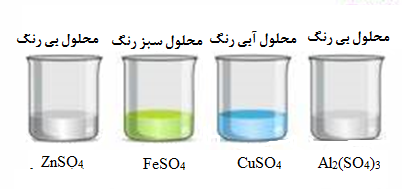 محلول بی رنگ
محلول آبی رنگ
محلول سبز رنگ
محلول بی رنگ
Al2(SO4)3
CuSO4
FeSO4
ZnSO4